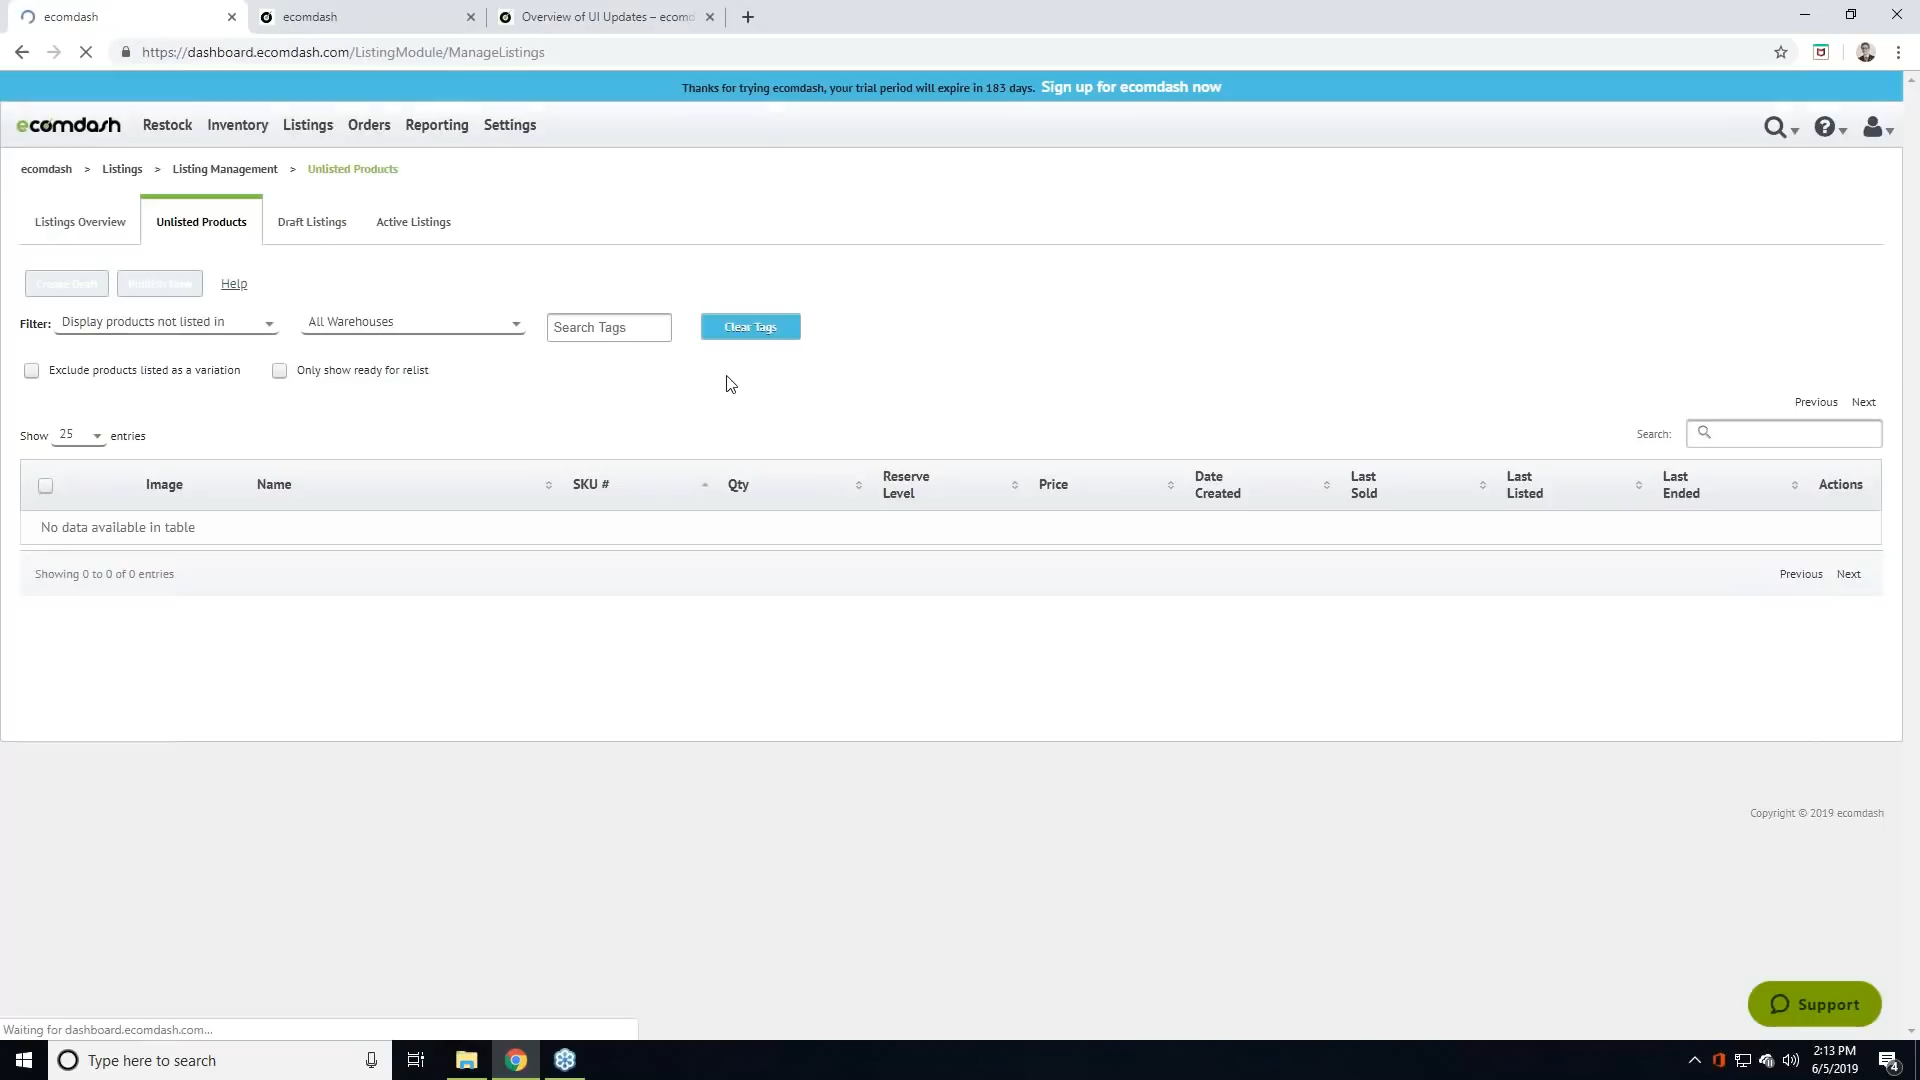 ecomdash
ecomdash
Overview of UI Updates – ecomd
https://dashboard.ecomdash.com/ListingModule/ManageListings
Thanks for trying ecomdash, your trial period will expire in 183 days. Sign up for ecomdash now
ecomdash Restock Inventory Listings Orders Reporting Settings
ecomdash > Listings > Listing Management > Unlisted Products
Listings Overview Unlisted Products Draft Listings Active Listings
Create Draft Publish Now Help
Filter: Display products not listed in All Warehouses Search Tags Clear Tags
Exclude products listed as a variation Only show ready for relist
Previous Next
Show 25 entries Search:
Image Name SKU # Qty Reserve Level Price Date Created Last Sold Last Listed Last Ended Actions
No data available in table
Showing 0 to 0 of 0 entries Previous Next
Copyright © 2019 ecomdash
Support
Waiting for dashboard.ecomdash.com...
Type here to search
2:13 PM
6/5/2019
4